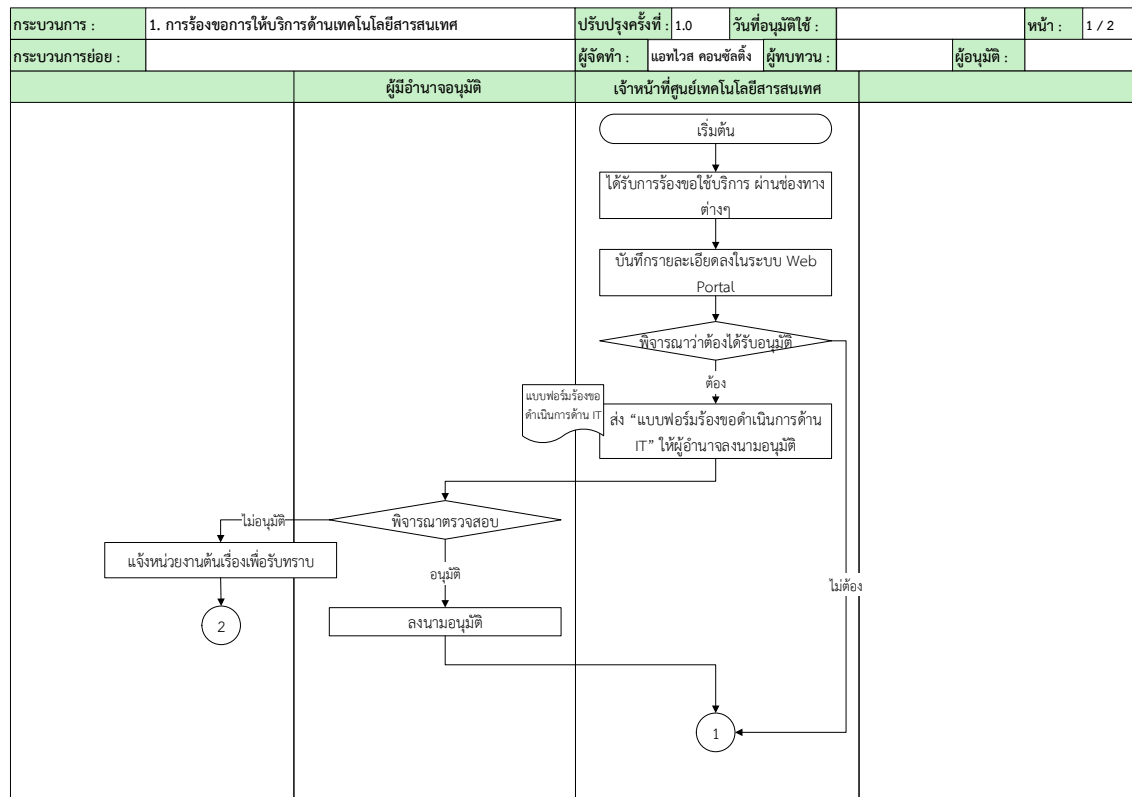 กระบวนการ : 1. การร้องขอการให้บริการด้านเทคโนโลยีสารสนเทศ ปรับปรุงครั้งที่ : 1.0 วันที่อนุมัติใช้ : หน้า : 1 / 2
กระบวนการย่อย : ผู้จัดทำ : แอทไวส คอนซัลติ้ง ผู้ทบทวน : ผู้อนุมัติ :
ผู้มีอำนาจอนุมัติ เจ้าหน้าที่ศูนย์เทคโนโลยีสารสนเทศ
เริ่มต้น
ได้รับการร้องขอใช้บริการ ผ่านช่องทาง
ต่างๆ
บันทึกรายละเอียดลงในระบบ Web
Portal
พิจารณาว่าต้องได้รับอนุมัติ
ต้อง
แบบฟอร์มร้องขอ
ดำเนินการด้าน IT
ส่ง “แบบฟอร์มร้องขอดำเนินการด้าน
IT” ให้ผู้อำนาจลงนามอนุมัติ
ไม่อนุมัติ
พิจารณาตรวจสอบ
แจ้งหน่วยงานต้นเรื่องเพื่อรับทราบ
อนุมัติ
ไม่ต้อง
2
ลงนามอนุมัติ
1